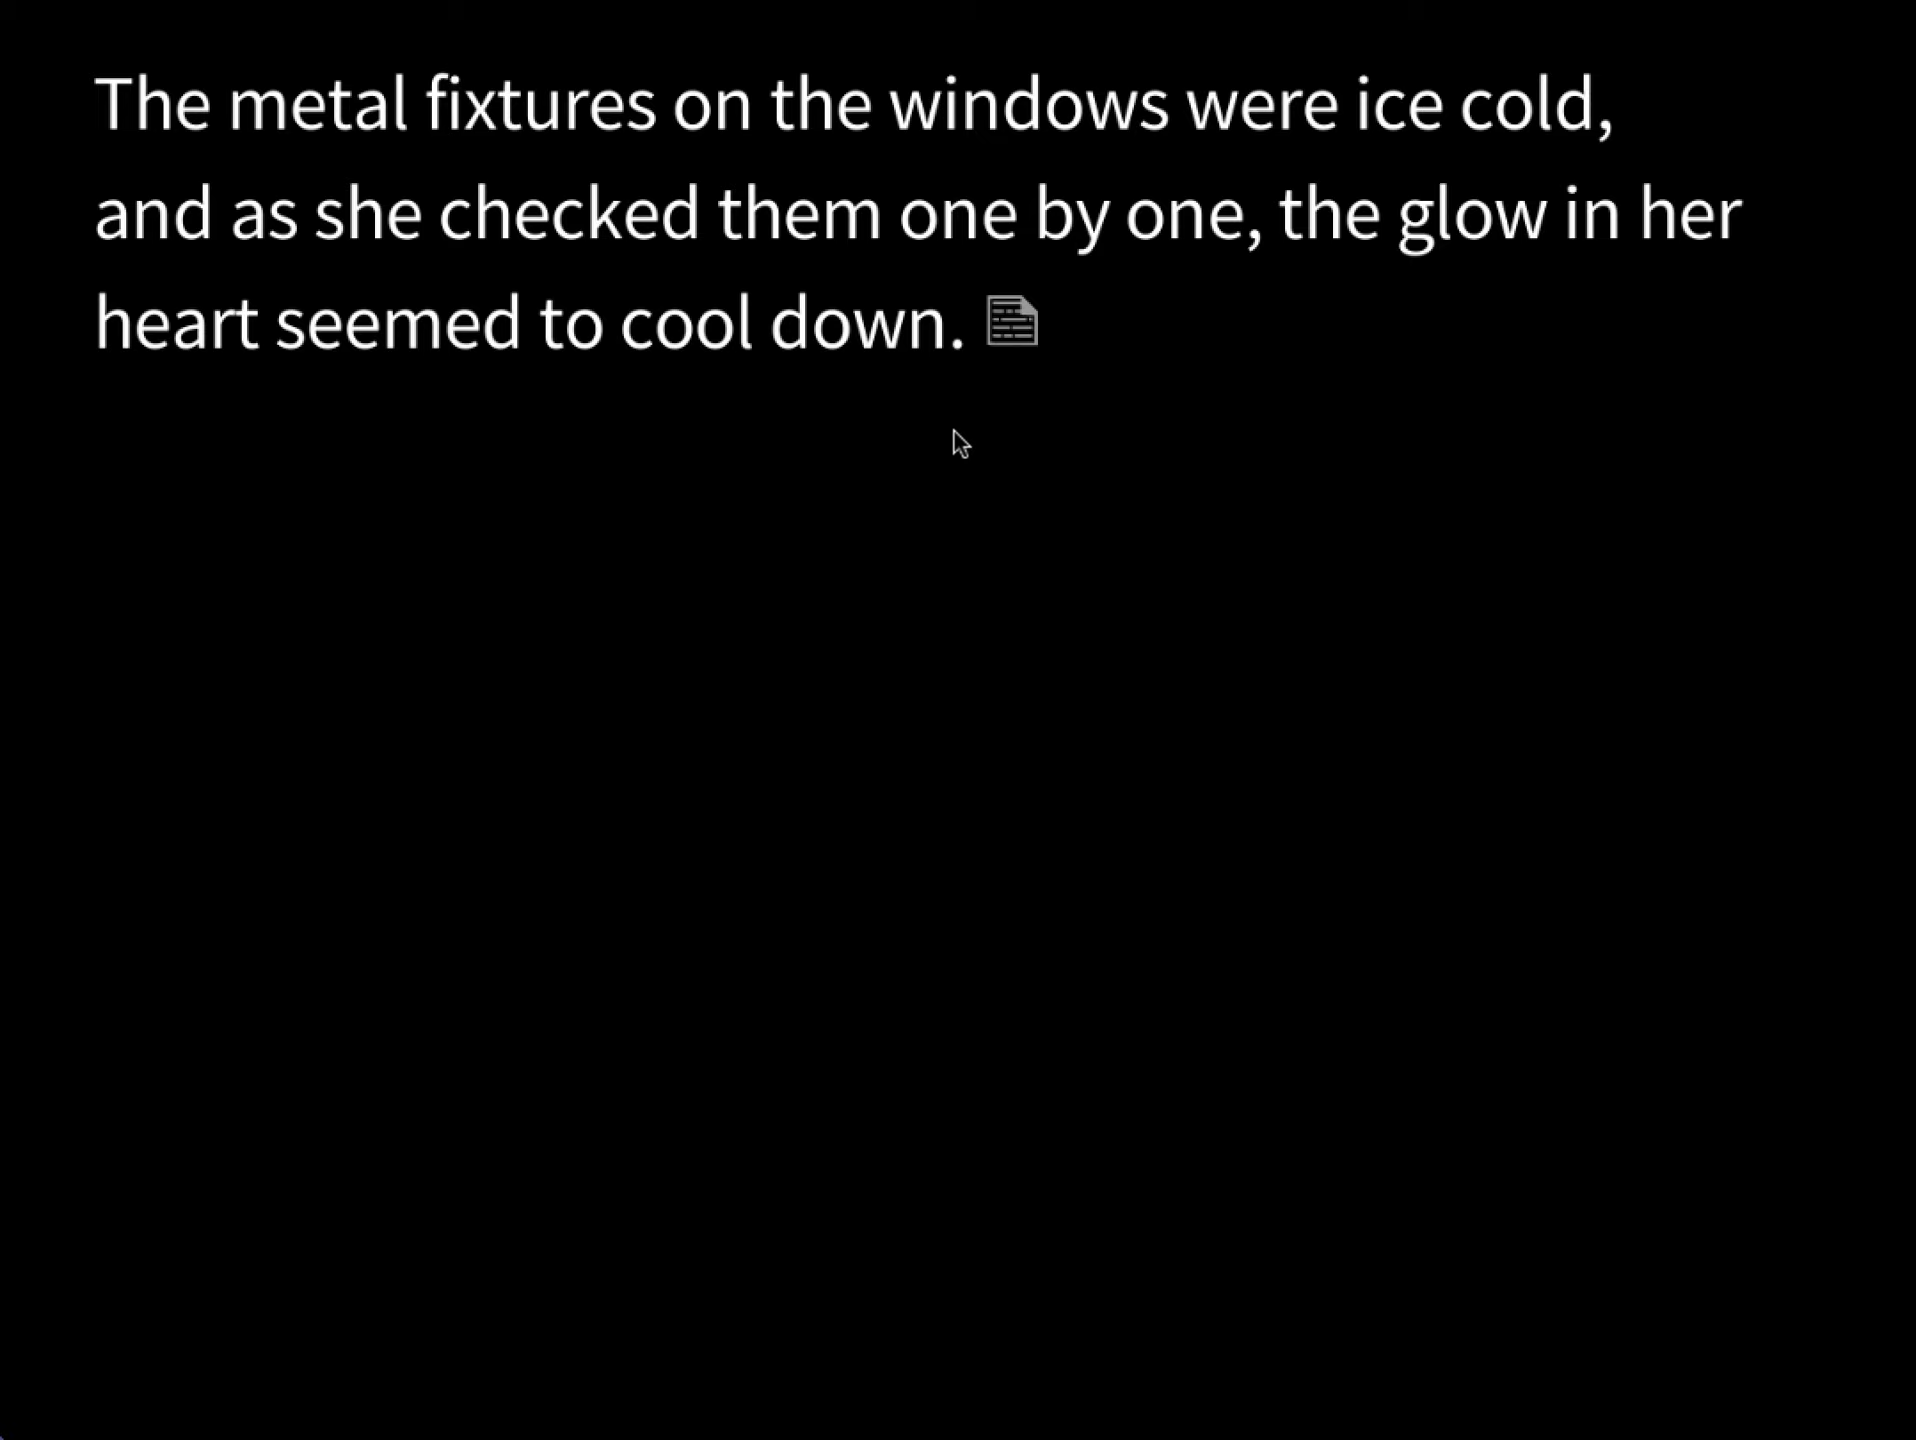 The metal fixtures on the windows were ice cold,
and as she checked them one by one, the glow in her
heart seemed to cool down.